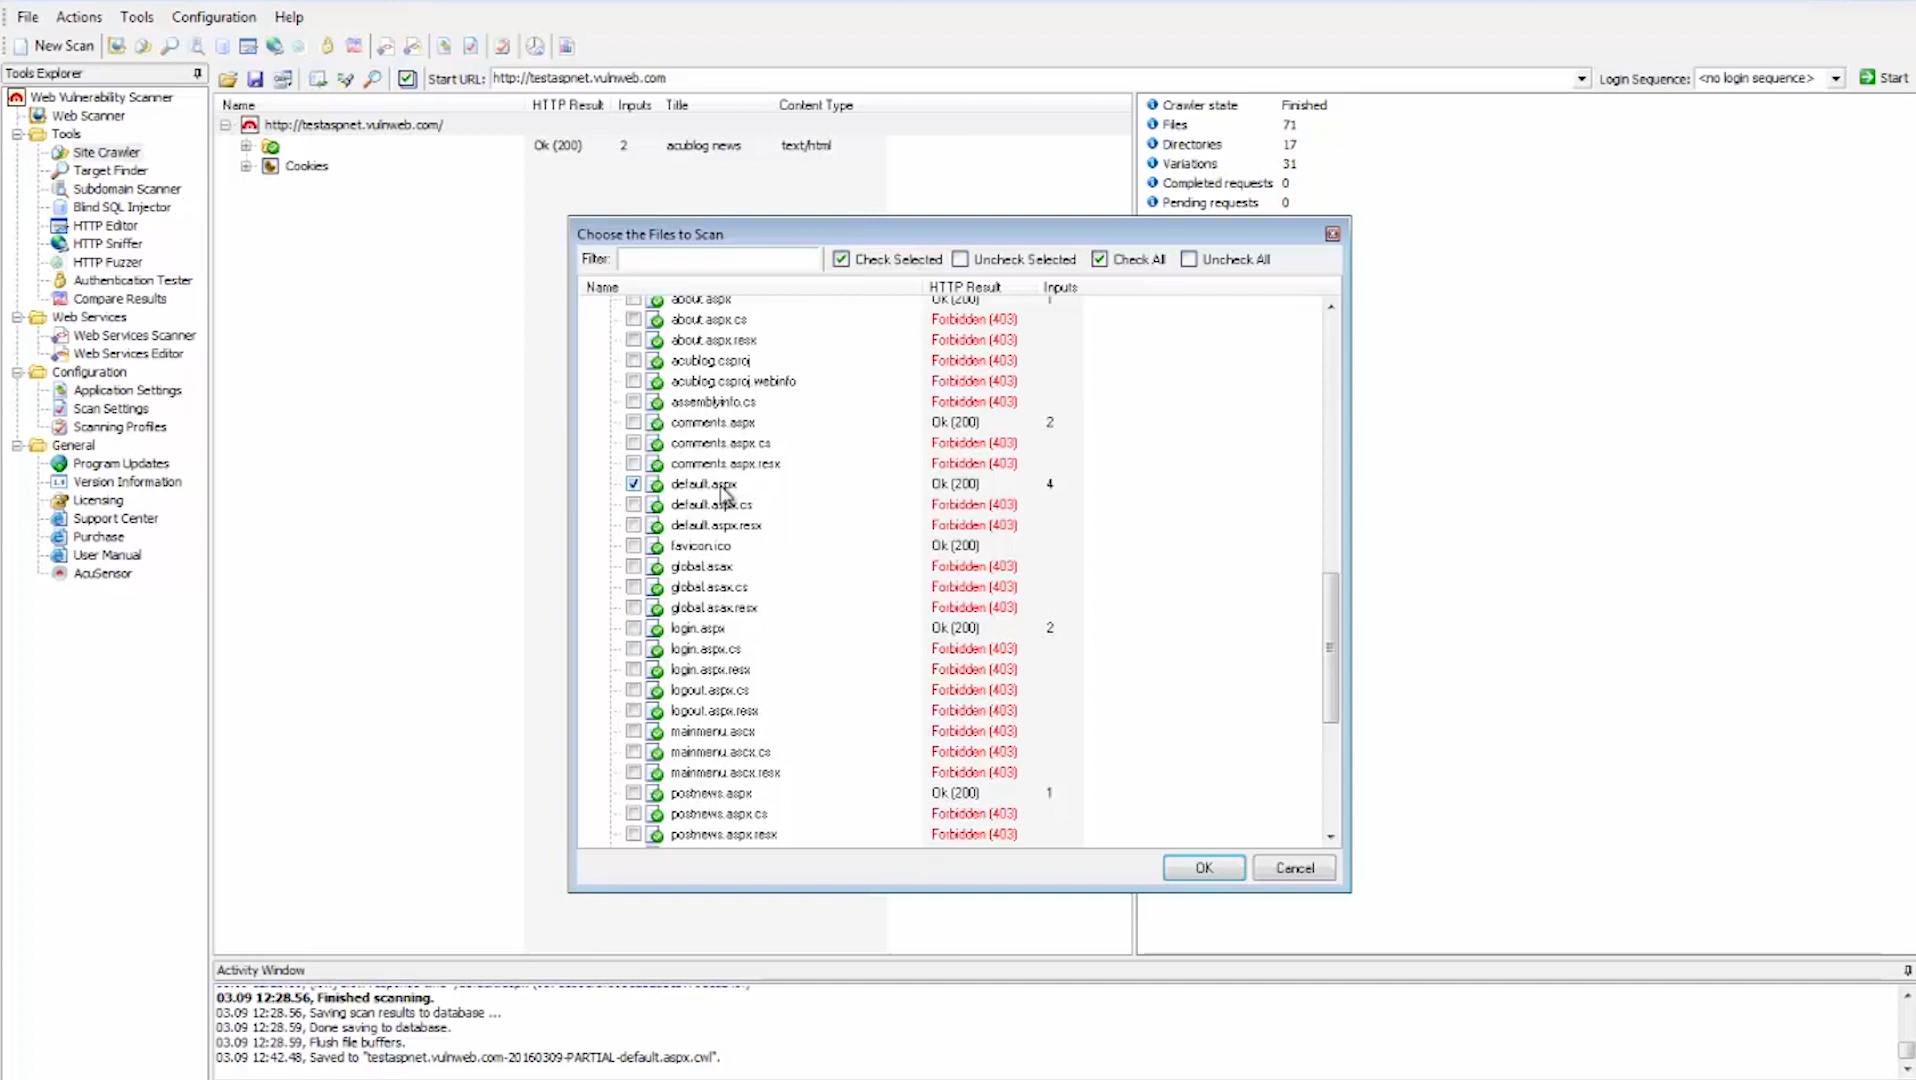 File Actions Tools Configuration Help
New Scan
Tools Explorer
Start URL: http://testaspnet.vulnweb.com Login Sequence: <no login sequence> Start
Web Vulnerability Scanner
Web Scanner
Tools
Site Crawler
Target Finder
Subdomain Scanner
Blind SQL Injector
HTTP Editor
HTTP Sniffer
HTTP Fuzzer
Authentication Tester
Compare Results
Web Services
Web Services Scanner
Web Services Editor
Configuration
Application Settings
Scan Settings
Scanning Profiles
General
Program Updates
Version Information
Licensing
Support Center
Purchase
User Manual
AcuSensor
Name HTTP Result Inputs Title Content Type
http://testaspnet.vulnweb.com/
Ok (200) 2 acublog news text/html
Cookies
Crawler state Finished
Files 71
Directories 17
Variations 31
Completed requests 0
Pending requests 0
Choose the Files to Scan
Filter: Check Selected Uncheck Selected Check All Uncheck All
Name HTTP Result Inputs
about.aspx Ok (200) 1
about.aspx.cs Forbidden (403)
about.aspx.resx Forbidden (403)
acublog.csproj Forbidden (403)
acublog.csproj.webinfo Forbidden (403)
assemblyinfo.cs Forbidden (403)
comments.aspx Ok (200) 2
comments.aspx.cs Forbidden (403)
comments.aspx.resx Forbidden (403)
default.aspx Ok (200) 4
default.aspx.cs Forbidden (403)
default.aspx.resx Forbidden (403)
favicon.ico Ok (200)
global.asax Forbidden (403)
global.asax.cs Forbidden (403)
global.asax.resx Forbidden (403)
login.aspx Ok (200) 2
login.aspx.cs Forbidden (403)
login.aspx.resx Forbidden (403)
logout.aspx.cs Forbidden (403)
logout.aspx.resx Forbidden (403)
mainmenu.ascx Forbidden (403)
mainmenu.ascx.cs Forbidden (403)
mainmenu.ascx.resx Forbidden (403)
postnews.aspx Ok (200) 1
postnews.aspx.cs Forbidden (403)
postnews.aspx.resx Forbidden (403)
OK Cancel
Activity Window
03.09 12:28.56, Finished scanning.
03.09 12:28.56, Saving scan results to database ...
03.09 12:28.59, Done saving to database.
03.09 12:28.59, Flush file buffers.
03.09 12:42.48, Saved to "testaspnet.vulnweb.com-20160309-PARTIAL-default.aspx.cwl".